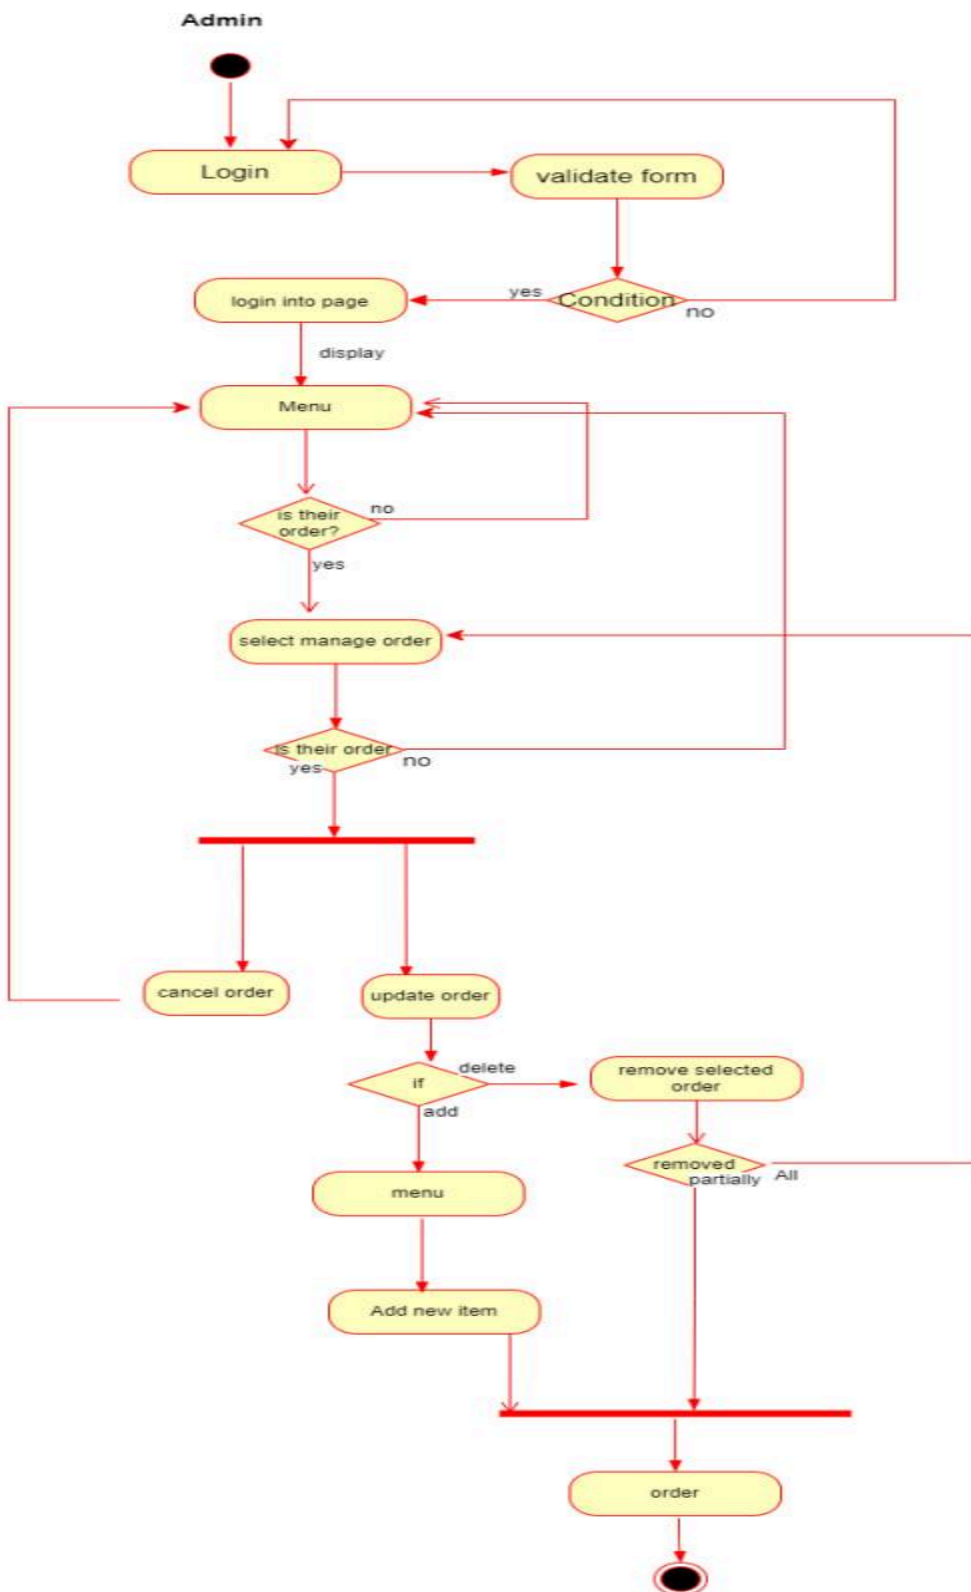 Admin
Login
validate form
login into page
yes
Condition
no
display
Menu
is their
order?
no
yes
select manage order
is their order
yes
no
cancel order
update order
if
delete
add
remove selected
order
removed
partially
All
menu
Add new item
order